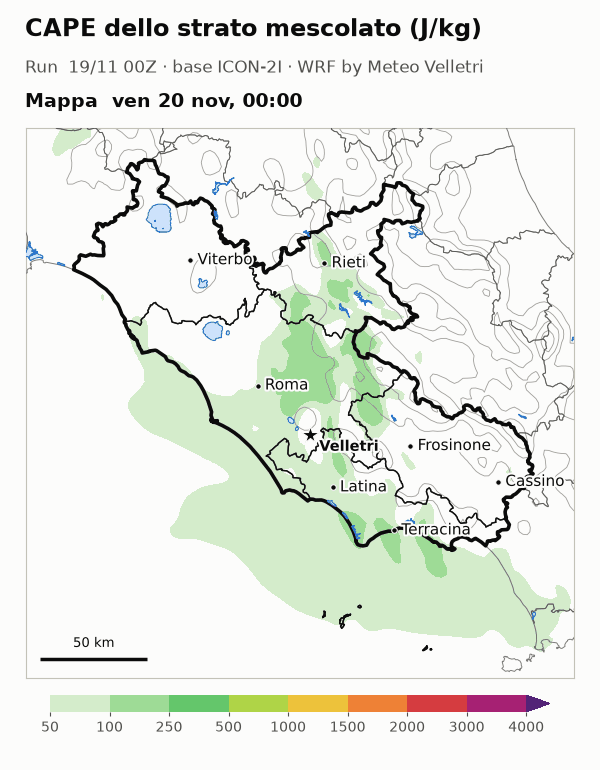 CAPE dello strato mescolato (J/kg)
Run  19/11 00Z · base ICON-2I · WRF by Meteo Velletri
Mappa  ven 20 nov, 00:00
Viterbo
Rieti
Roma
Velletri
Frosinone
Latina
Cassino
Terracina
50 km
50 100 250 500 1000 1500 2000 3000 4000